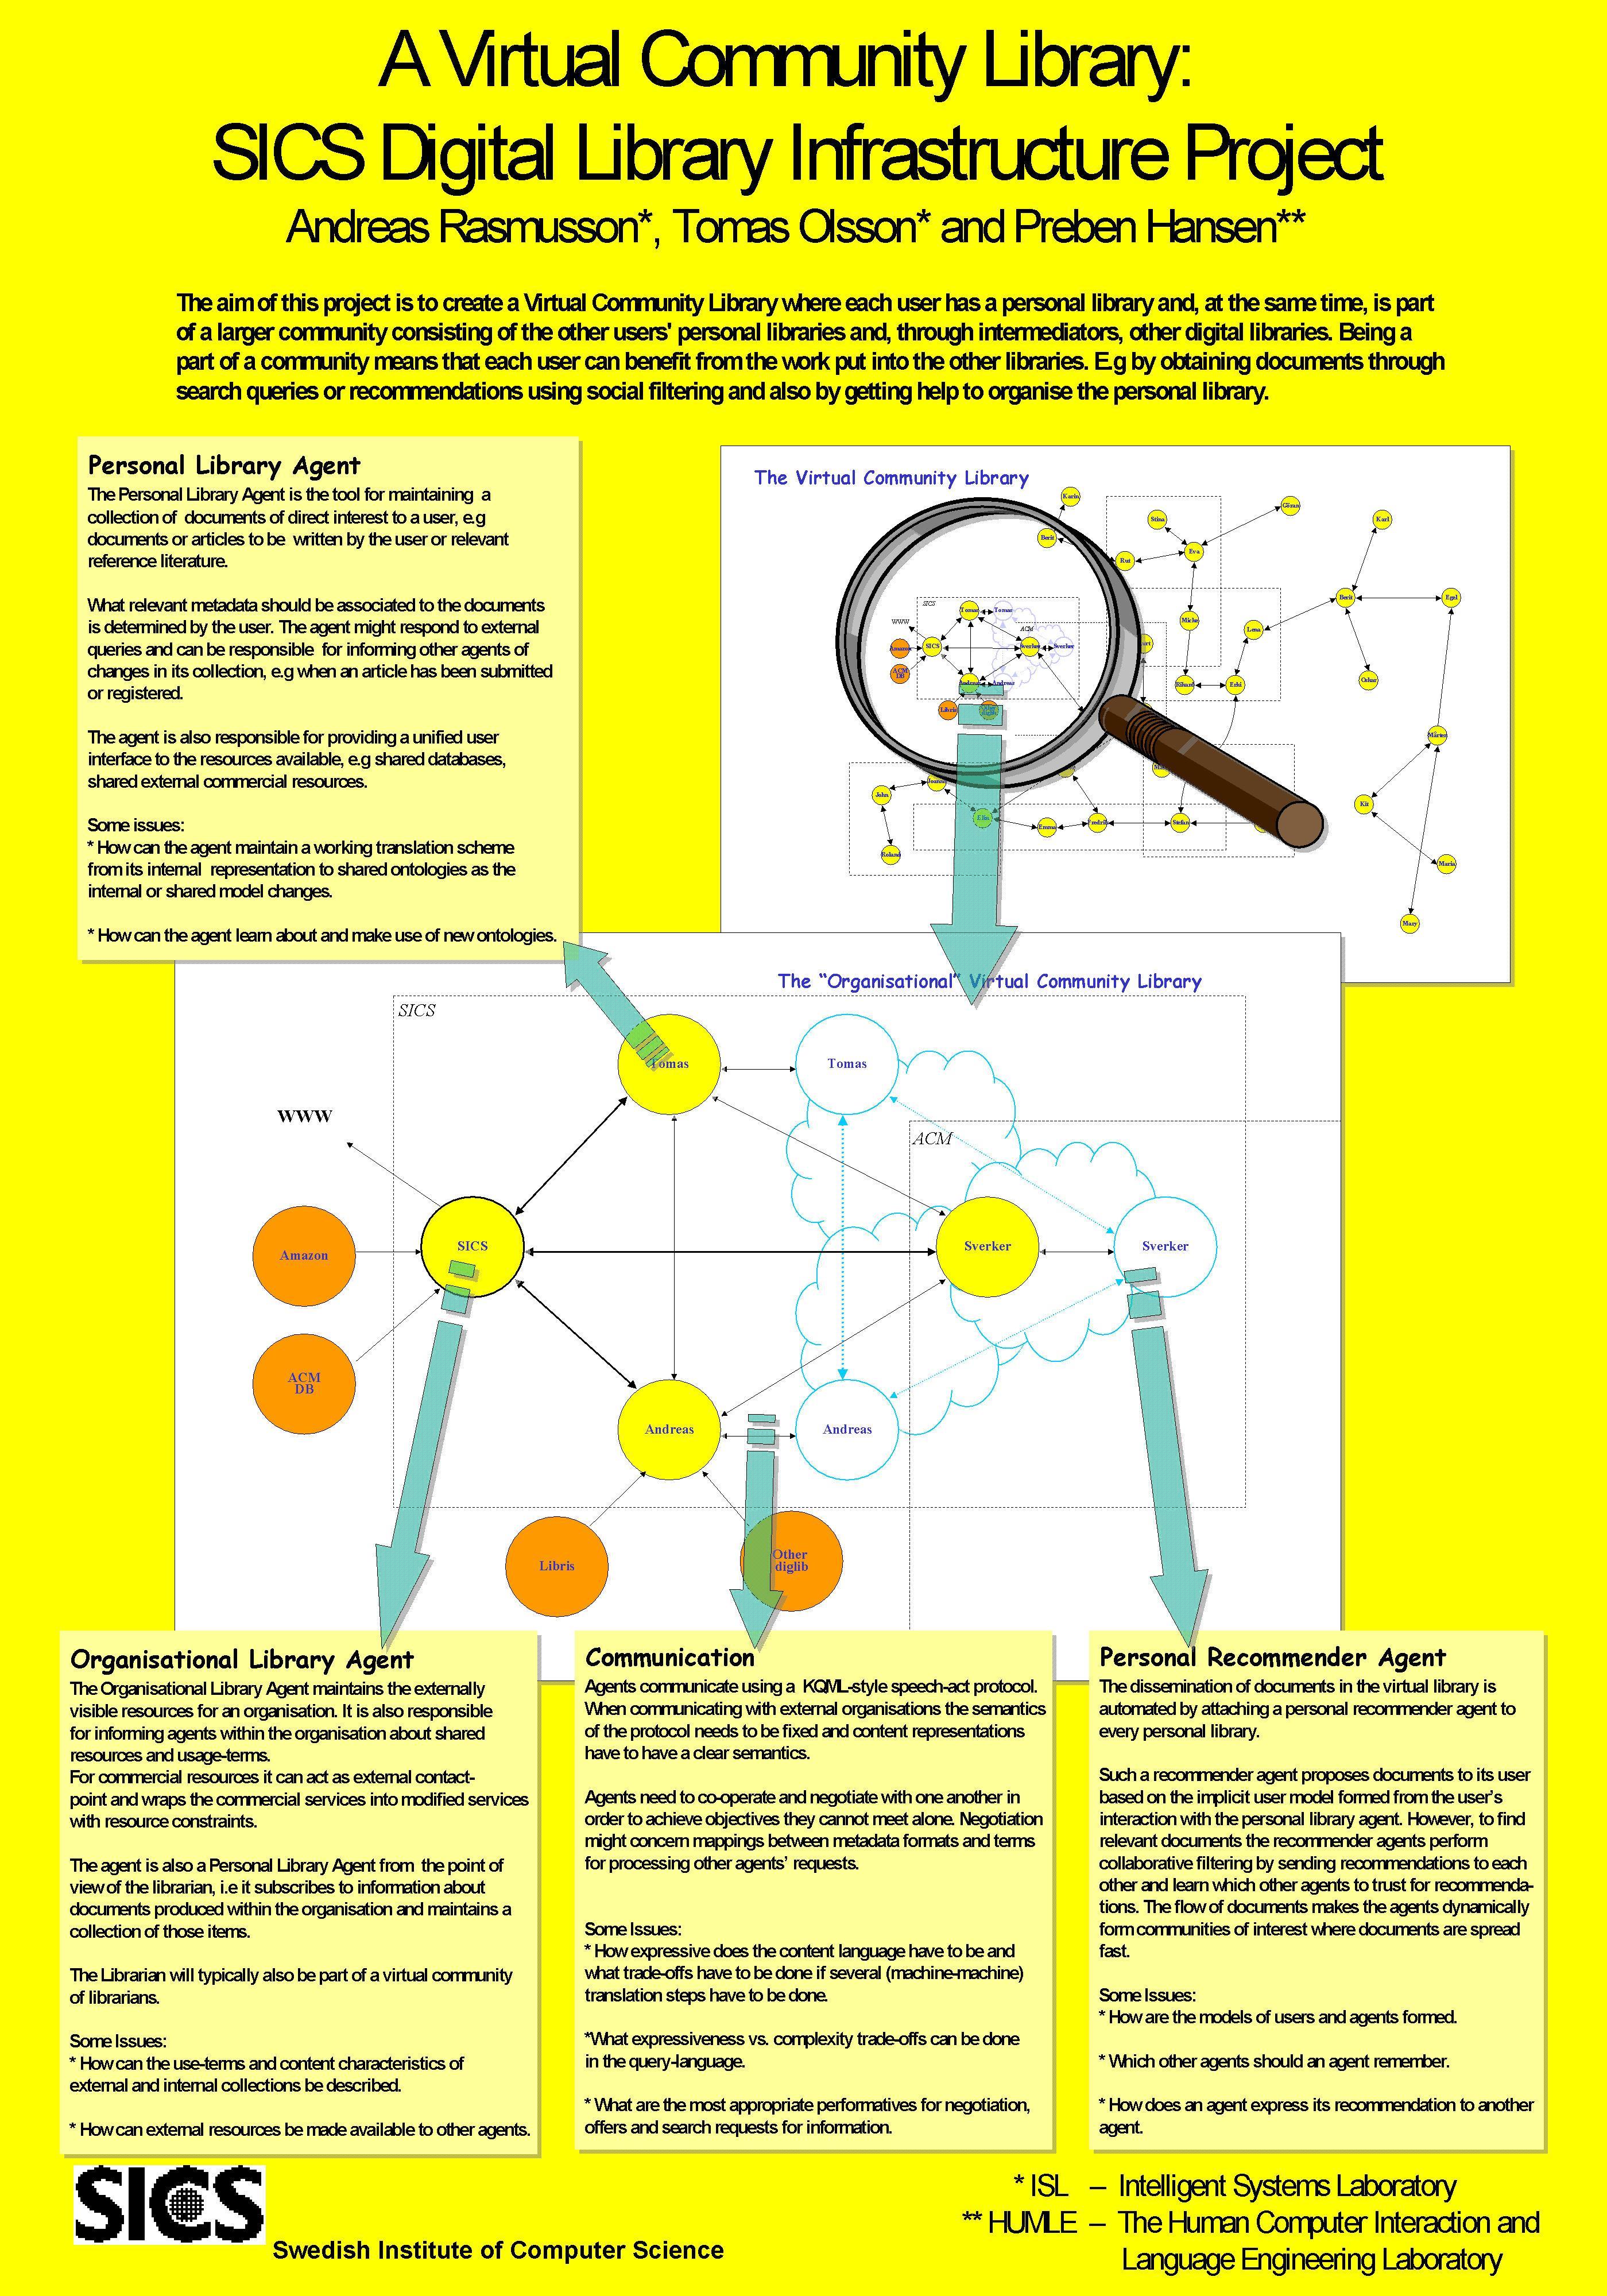 A Virtual Community Library:
SICS Digital Library Infrastructure Project
Andreas Rasmusson*, Tomas Olsson* and Preben Hansen**
The aim of this project is to create a Virtual Community Library where each user has a personal library and, at the same time, is part
of a larger community consisting of the other users' personal libraries and, through intermediators, other digital libraries. Being a
part of a community means that each user can benefit from the work put into the other libraries. E.g by obtaining documents through
search queries or recommendations using social filtering and also by getting help to organise the personal library.
Personal Library Agent
The Personal Library Agent is the tool for maintaining a
collection of documents of direct interest to a user, e.g
documents or articles to be written by the user or relevant
reference literature.
What relevant metadata should be associated to the documents
is determined by the user. The agent might respond to external
queries and can be responsible for informing other agents of
changes in its collection, e.g when an article has been submitted
or registered.
The agent is also responsible for providing a unified user
interface to the resources available, e.g shared databases,
shared external commercial resources.
Some issues:
* How can the agent maintain a working translation scheme
from its internal representation to shared ontologies as the
internal or shared model changes.
* How can the agent learn about and make use of new ontologies.
The Virtual Community Library
Karin
Göran
Stina
Karl
Berit
Eva
Rut
Berit
Egel
SICS
Tomas
Tomas
Micke
Lena
WWW
ACM
Amazon
SICS
Sverker
Sverker
ACM
DB
Andreas
Andreas
Rikard
Erki
Oskar
Libris
Mårten
John
Elin
Emma
Fredrik
Stefan
Kit
Roland
Maria
Mary
The “Organisational” Virtual Community Library
SICS
Tomas
Tomas
WWW
ACM
Amazon
SICS
Sverker
Sverker
ACM
DB
Andreas
Andreas
Libris
Other
diglib
Organisational Library Agent
The Organisational Library Agent maintains the externally
visible resources for an organisation. It is also responsible
for informing agents within the organisation about shared
resources and usage-terms.
For commercial resources it can act as external contact-
point and wraps the commercial services into modified services
with resource constraints.
The agent is also a Personal Library Agent from the point of
view of the librarian, i.e it subscribes to information about
documents produced within the organisation and maintains a
collection of those items.
The Librarian will typically also be part of a virtual community
of librarians.
Some Issues:
* How can the use-terms and content characteristics of
external and internal collections be described.
* How can external resources be made available to other agents.
Communication
Agents communicate using a KQML-style speech-act protocol.
When communicating with external organisations the semantics
of the protocol needs to be fixed and content representations
have to have a clear semantics.
Agents need to co-operate and negotiate with one another in
order to achieve objectives they cannot meet alone. Negotiation
might concern mappings between metadata formats and terms
for processing other agents’ requests.
Some Issues:
* How expressive does the content language have to be and
what trade-offs have to be done if several (machine-machine)
translation steps have to be done.
*What expressiveness vs. complexity trade-offs can be done
in the query-language.
* What are the most appropriate performatives for negotiation,
offers and search requests for information.
Personal Recommender Agent
The dissemination of documents in the virtual library is
automated by attaching a personal recommender agent to
every personal library.
Such a recommender agent proposes documents to its user
based on the implicit user model formed from the user’s
interaction with the personal library agent. However, to find
relevant documents the recommender agents perform
collaborative filtering by sending recommendations to each
other and learn which other agents to trust for recommenda-
tions. The flow of documents makes the agents dynamically
form communities of interest where documents are spread
fast.
Some Issues:
* How are the models of users and agents formed.
* Which other agents should an agent remember.
* How does an agent express its recommendation to another
agent.
SICS
Swedish Institute of Computer Science
* ISL – Intelligent Systems Laboratory
** HUMLE – The Human Computer Interaction and
Language Engineering Laboratory